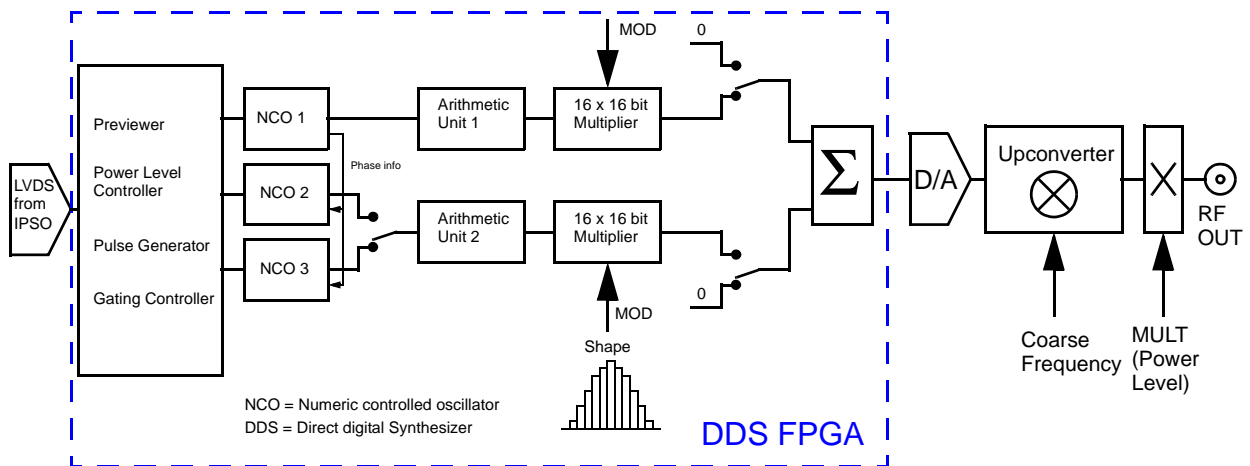 LVDS
from
IPSO
Previewer
Power Level
Controller
Pulse Generator
Gating Controller
NCO 1
NCO 2
NCO 3
Phase info
Arithmetic
Unit 1
Arithmetic
Unit 2
MOD
16 x 16 bit
Multiplier
16 x 16 bit
Multiplier
MOD
Shape
0
0
Σ
D/A
Upconverter
X
RF
OUT
Coarse
Frequency
MULT
(Power
Level)
NCO = Numeric controlled oscillator
DDS = Direct digital Synthesizer
DDS FPGA